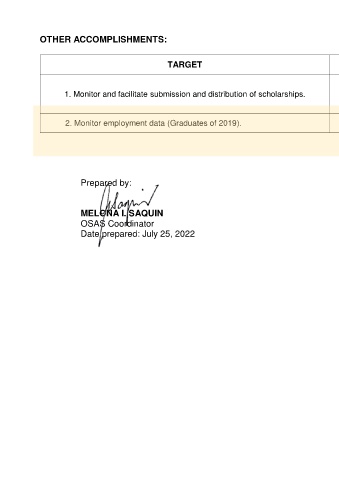 OTHER ACCOMPLISHMENTS:
TARGET
1. Monitor and facilitate submission and distribution of scholarships.
2. Monitor employment data (Graduates of 2019).
Prepared by:
MELONA I. SAQUIN
OSAS Coordinator
Date prepared: July 25, 2022